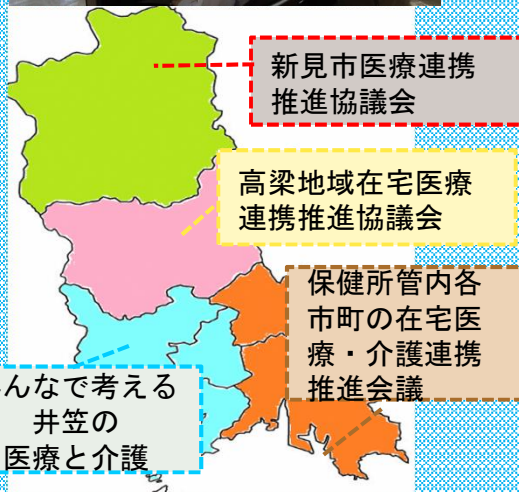 新見市医療連携
推進協議会
高梁地域在宅医療
連携推進協議会
保健所管内各
市町の在宅医
療・介護連携
推進会議
んなで考える
井笠の
医療と介護